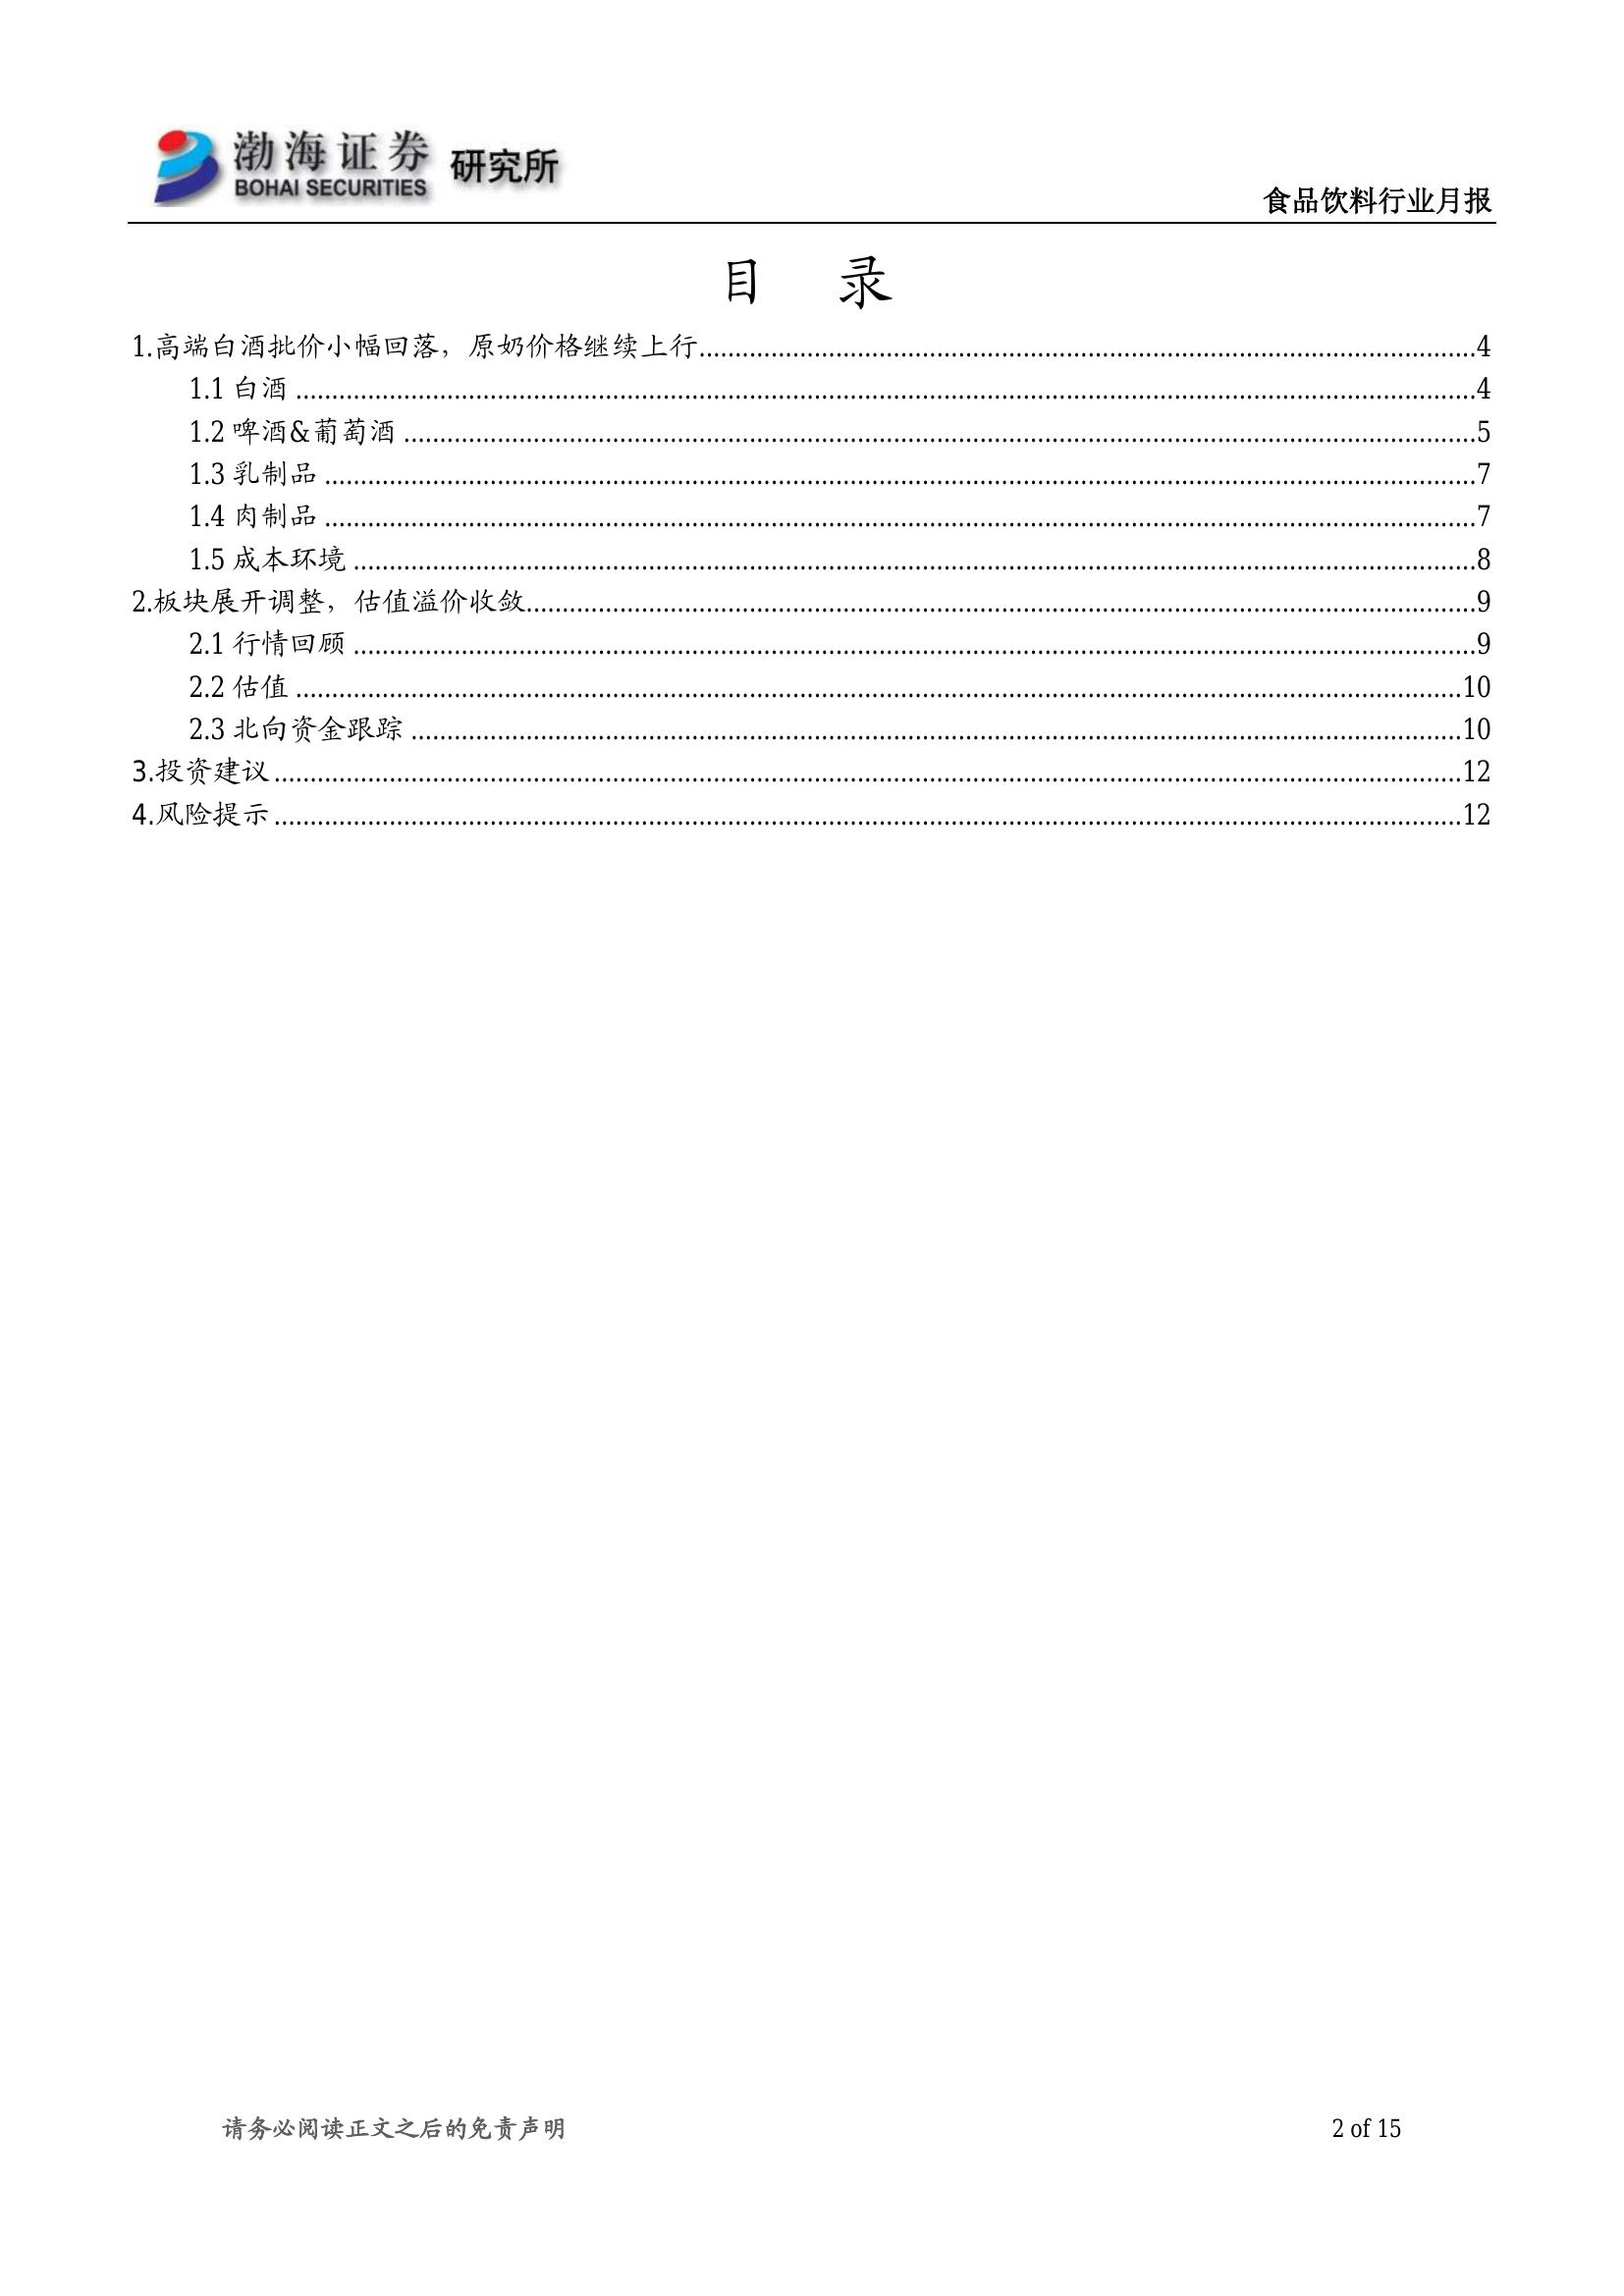 渤海证券 研究所
BOHAI SECURITIES
食品饮料行业月报
目 录
1.高端白酒批价小幅回落，原奶价格继续上行........4
1.1 白酒........4
1.2 啤酒&葡萄酒........5
1.3 乳制品........7
1.4 肉制品........7
1.5 成本环境........8
2.板块展开调整，估值溢价收敛........9
2.1 行情回顾........9
2.2 估值........10
2.3 北向资金跟踪........10
3.投资建议........12
4.风险提示........12
请务必阅读正文之后的免责声明 2 of 15